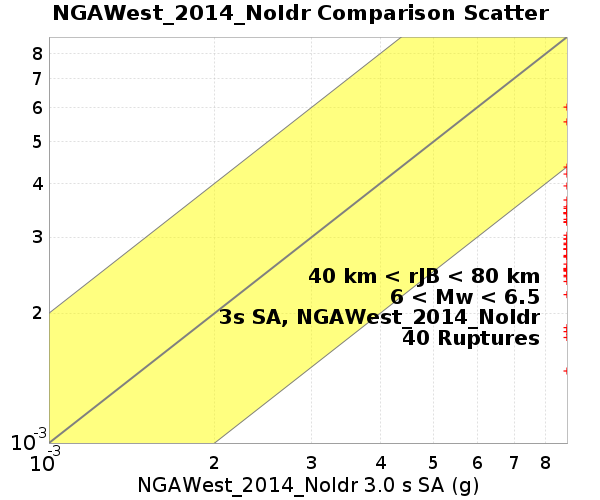 NGAWest_2014_NoIdr Comparison Scatter
8
7
6
5
4
3
2
10^-3
40 km < rJB < 80 km
6 < Mw < 6.5
3s SA, NGAWest_2014_NoIdr
40 Ruptures
10^-3 2 3 4 5 6 7 8
NGAWest_2014_NoIdr 3.0 s SA (g)